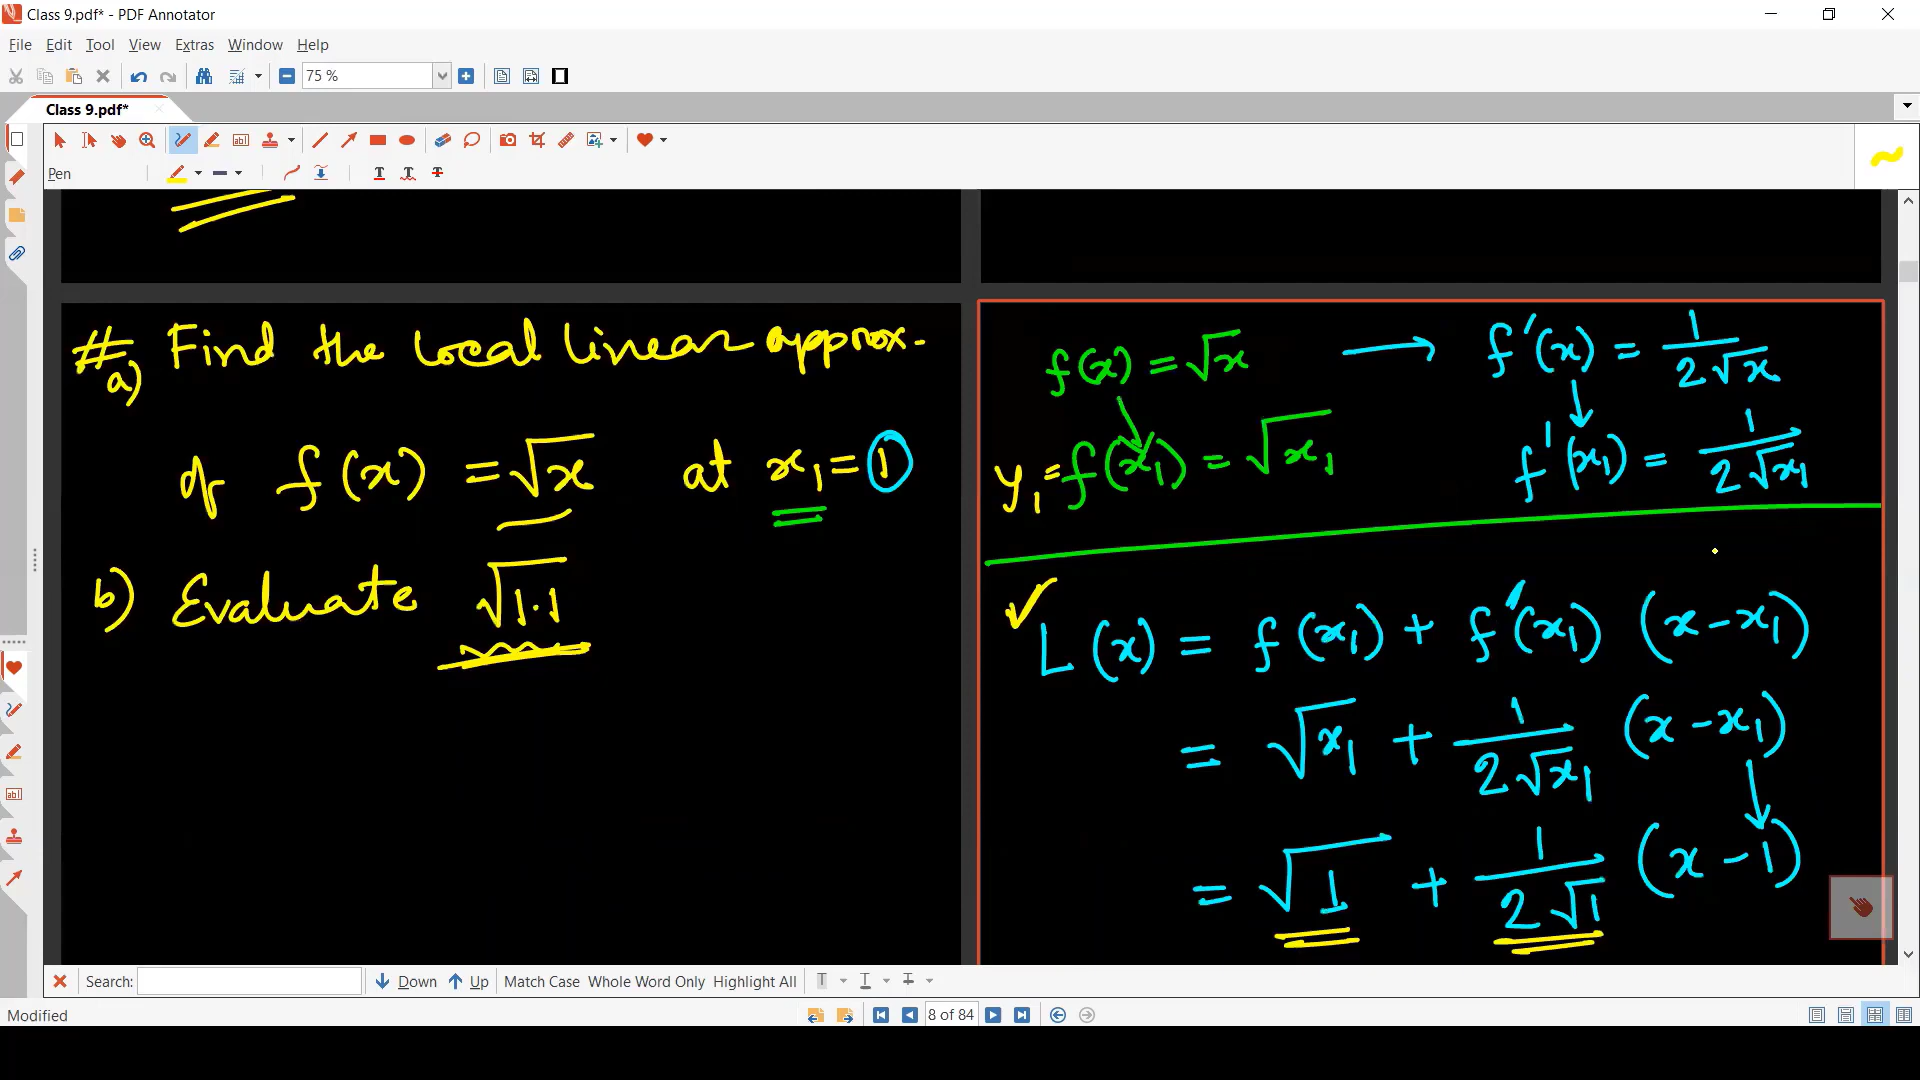 Class 9.pdf* - PDF Annotator
File Edit Tool View Extras Window Help
75 %
Class 9.pdf*
Pen
# a) Find the local linear approx.
of f(x) = √x at x₁ = 1
b) Evaluate √1.1
f(x) = √x → f'(x) = 1/(2√x)
y₁ = f(x₁) = √x₁ f'(x₁) = 1/(2√x₁)
✓ L(x) = f(x₁) + f'(x₁) (x - x₁)
= √x₁ + 1/(2√x₁) (x - x₁)
= √1 + 1/(2√1) (x - 1)
Search: Down Up Match Case Whole Word Only Highlight All
Modified 8 of 84